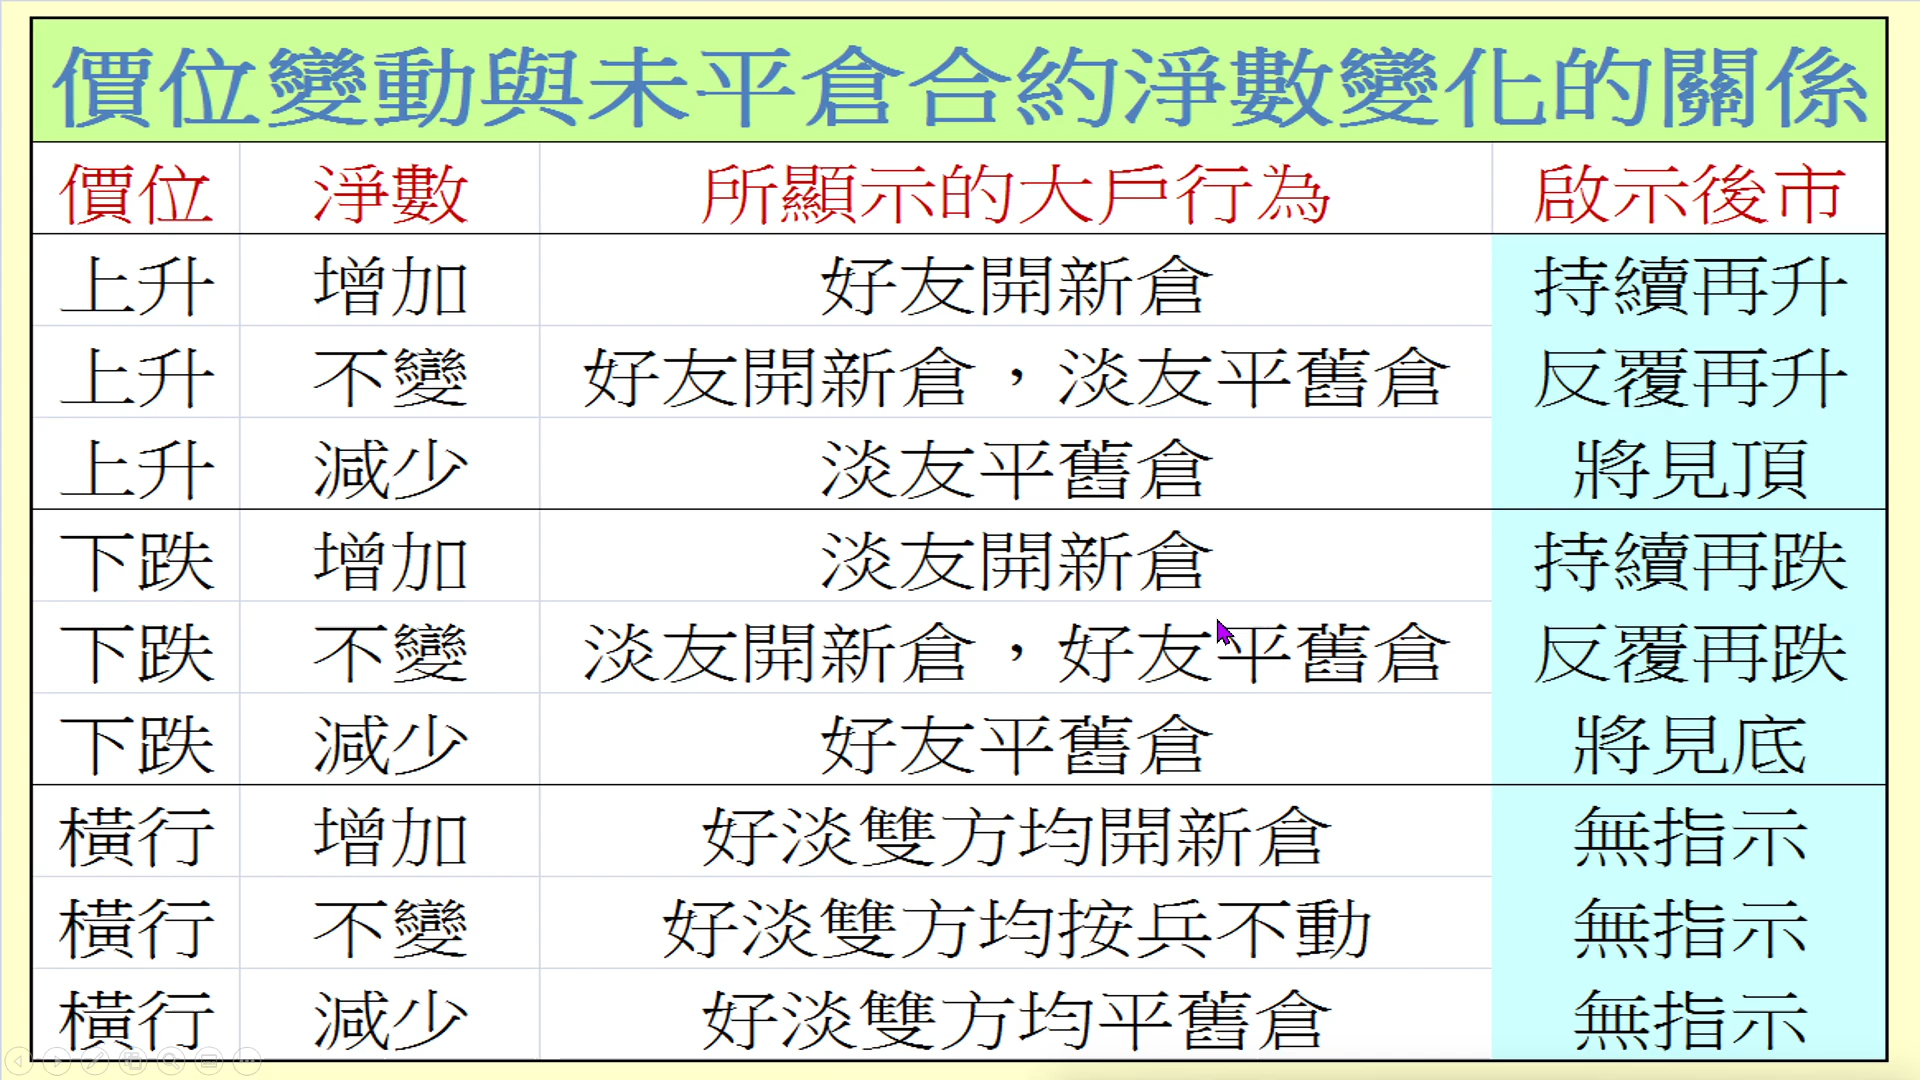 價位變動與未平倉合約淨數變化的關係
價位 淨數 所顯示的大戶行為 啟示後市
上升 增加 好友開新倉 持續再升
上升 不變 好友開新倉，淡友平舊倉 反覆再升
上升 減少 淡友平舊倉 將見頂
下跌 增加 淡友開新倉 持續再跌
下跌 不變 淡友開新倉，好友平舊倉 反覆再跌
下跌 減少 好友平舊倉 將見底
橫行 增加 好淡雙方均開新倉 無指示
橫行 不變 好淡雙方均按兵不動 無指示
橫行 減少 好淡雙方均平舊倉 無指示